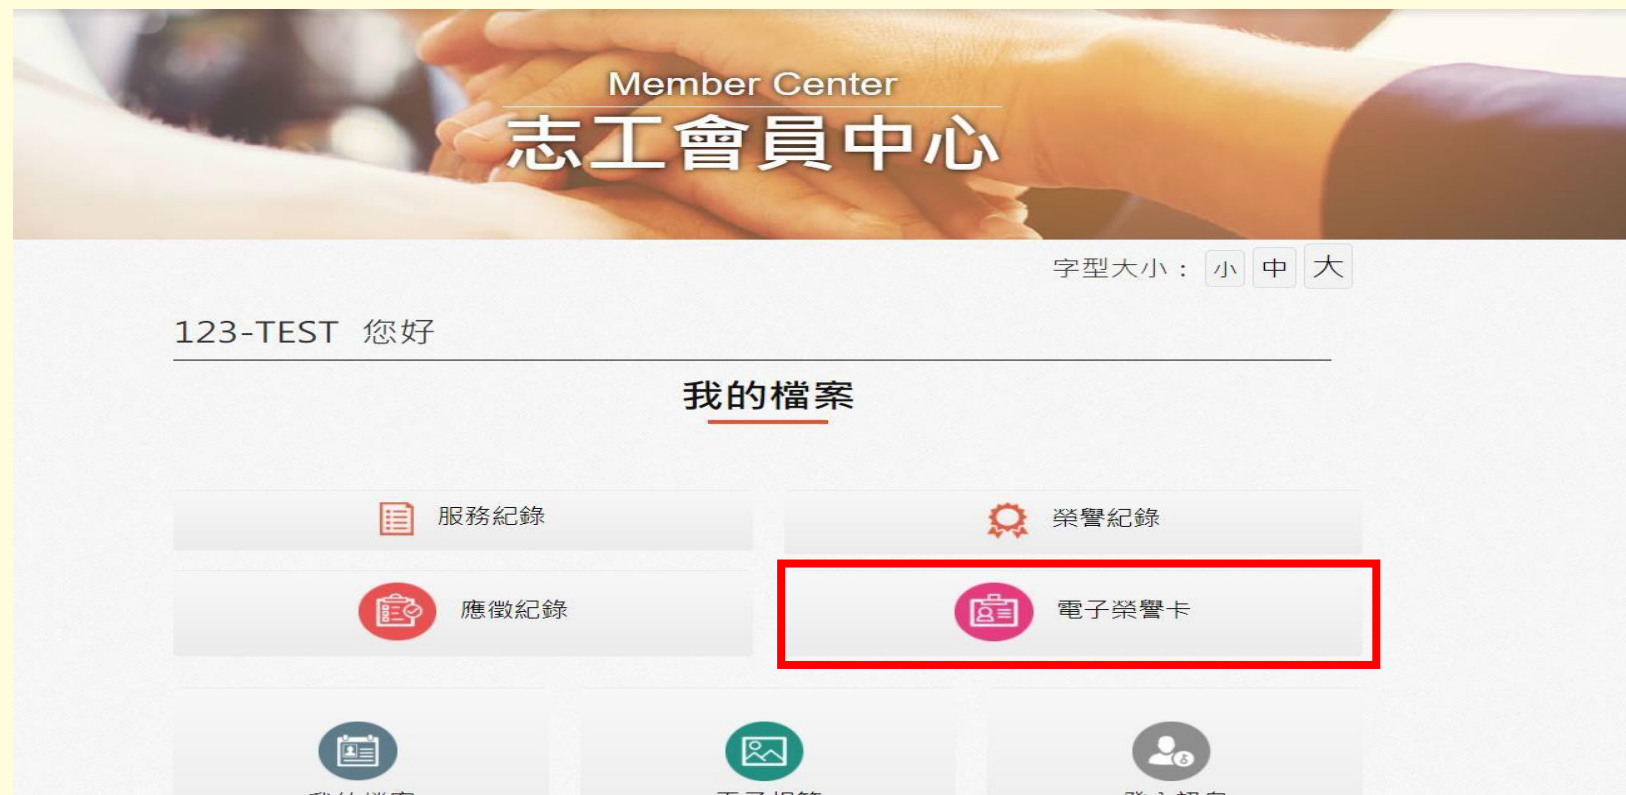 Member Center
志工會員中心
字型大小： 小 中 大
123-TEST 您好
我的檔案
服務紀錄
榮譽紀錄
應徵紀錄
電子榮譽卡